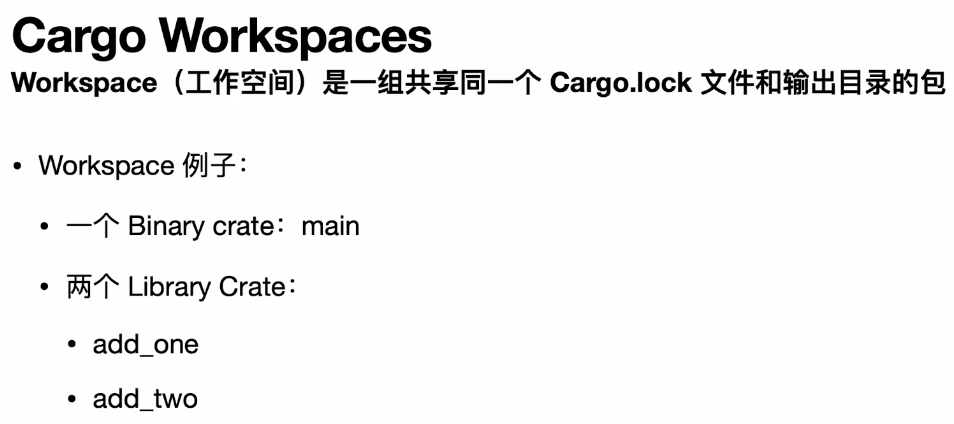 Cargo Workspaces
Workspace（工作空间）是一组共享同一个 Cargo.lock 文件和输出目录的包
• Workspace 例子：
• 一个 Binary crate：main
• 两个 Library Crate：
• add_one
• add_two